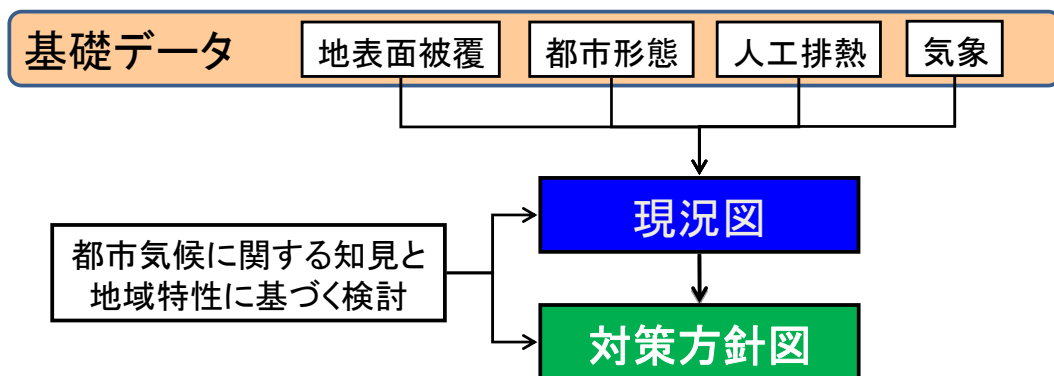 基礎データ
地表面被覆
都市形態
人工排熱
気象
現況図
都市気候に関する知見と
地域特性に基づく検討
対策方針図